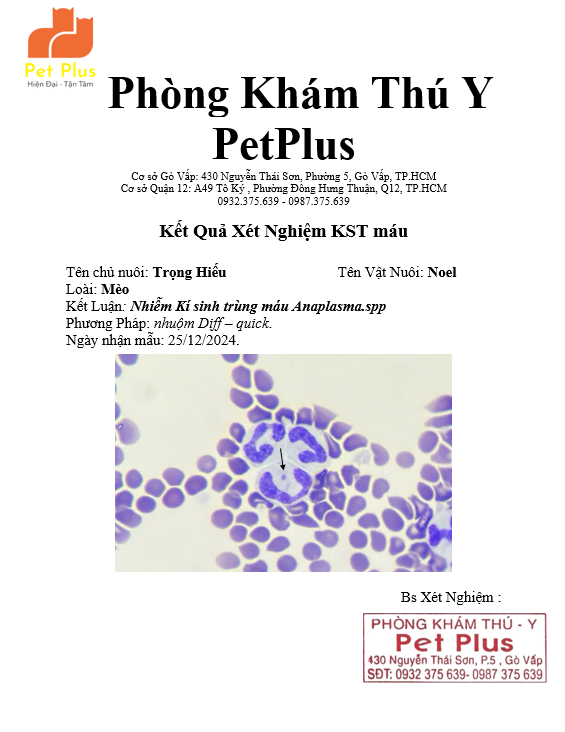 Pet Plus
Hiện Đại - Tận Tâm
Phòng Khám Thú Y
PetPlus
Cơ sở Gò Vấp: 430 Nguyễn Thái Sơn, Phường 5, Gò Vấp, TP.HCM
Cơ sở Quận 12: A49 Tô Ký , Phường Đông Hưng Thuận, Q12, TP.HCM
0932.375.639 - 0987.375.639
Kết Quả Xét Nghiệm KST máu
Tên chủ nuôi: Trọng Hiếu Tên Vật Nuôi: Noel
Loài: Mèo
Kết Luận: Nhiễm Kí sinh trùng máu Anaplasma.spp
Phương Pháp: nhuộm Diff – quick.
Ngày nhận mẫu: 25/12/2024.
Bs Xét Nghiệm :
PHÒNG KHÁM THÚ - Y
Pet Plus
430 Nguyễn Thái Sơn, P.5 , Gò Vấp
SĐT: 0932 375 639- 0987 375 639